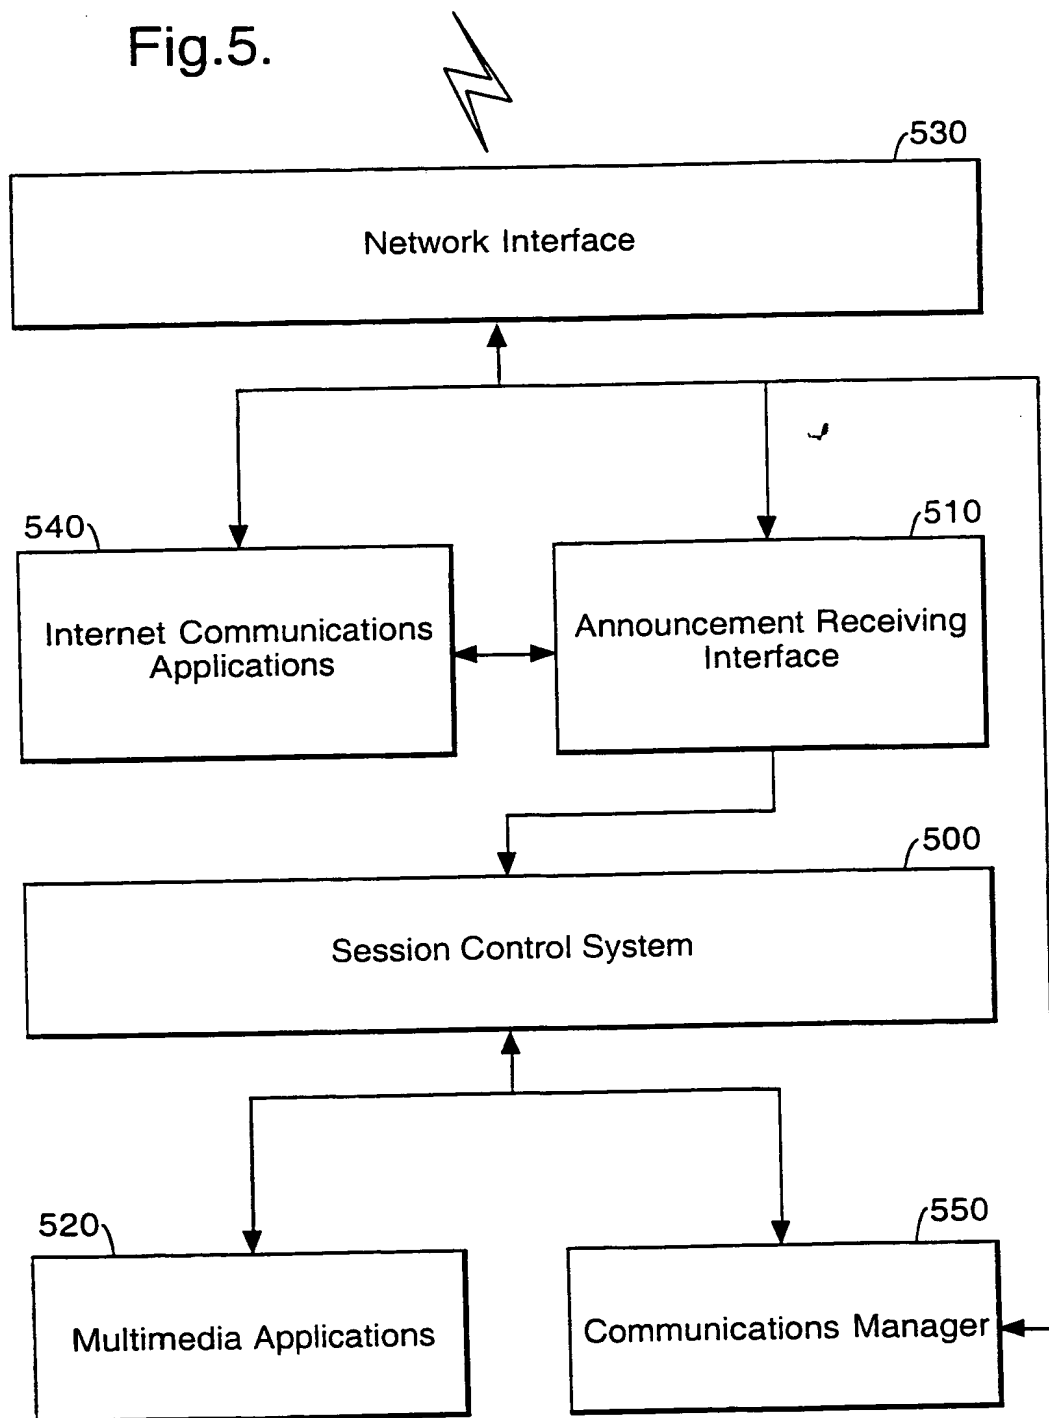 Fig.5.
530
Network Interface
540
510
Internet Communications
Applications
Announcement Receiving
Interface
500
Session Control System
520
550
Multimedia Applications
Communications Manager